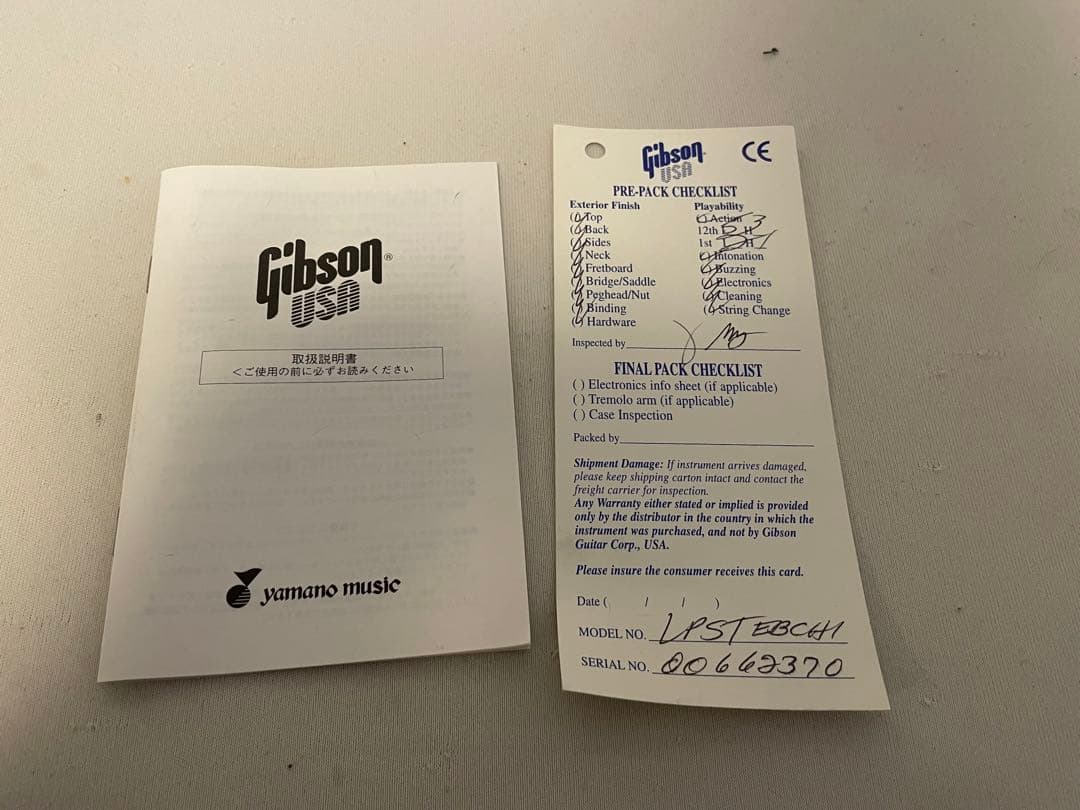 Gibson®
USA
取扱説明書
<ご使用の前に必ずお読みください
yamano music
Gibson
USA
CE
PRE-PACK CHECKLIST
Exterior Finish
( ) Top
( ) Back
( ) Sides
( ) Neck
( ) Fretboard
( ) Bridge/Saddle
( ) Peghead/Nut
( ) Binding
( ) Hardware
Playability
( ) Action 3
12th
1st
( ) Intonation
( ) Buzzing
( ) Electronics
( ) Cleaning
( ) String Change
Inspected by
FINAL PACK CHECKLIST
( ) Electronics info sheet (if applicable)
( ) Tremolo arm (if applicable)
( ) Case Inspection
Packed by
Shipment Damage: If instrument arrives damaged,
please keep shipping carton intact and contact the
freight carrier for inspection.
Any Warranty either stated or implied is provided
only by the distributor in the country in which the
instrument was purchased, and not by Gibson
Guitar Corp., USA.
Please insure the consumer receives this card.
Date ( / / )
MODEL NO. LPSTEBCH1
SERIAL NO. 00662370